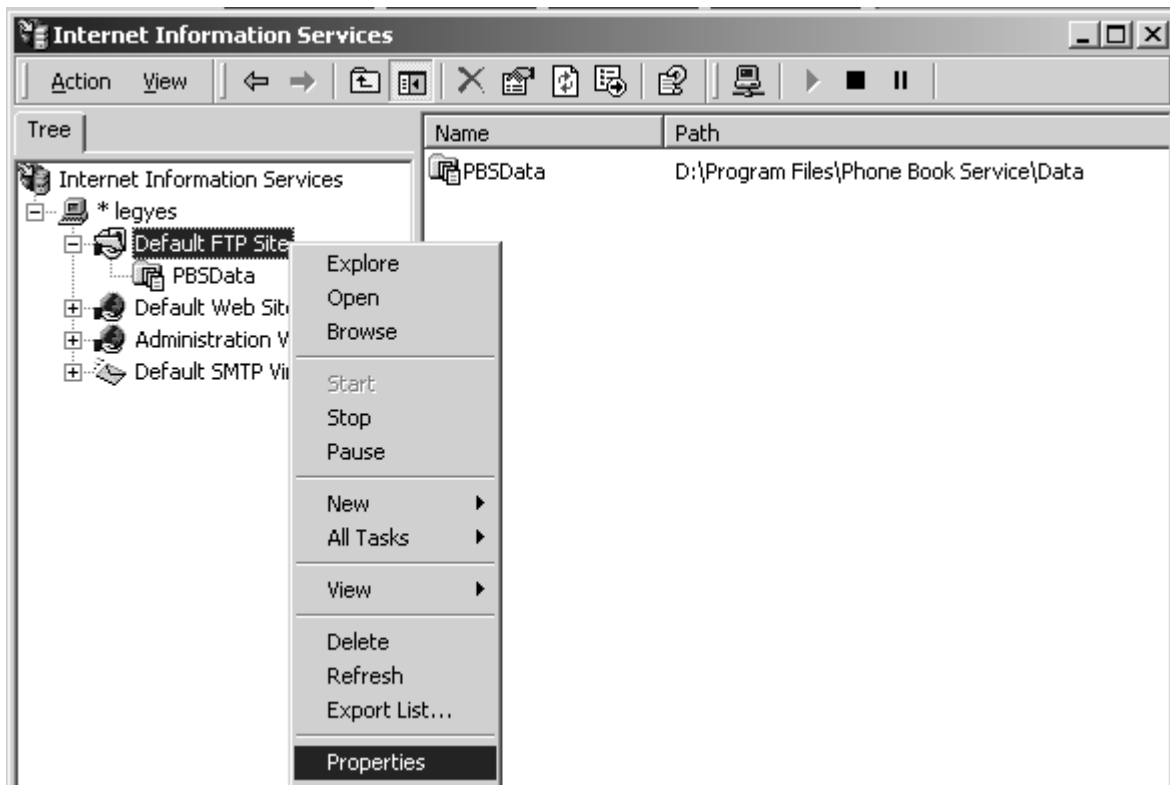 Internet Information Services
Action View
Tree
Name Path
Internet Information Services
PBSData D:\Program Files\Phone Book Service\Data
* legyes
Default FTP Site
PBSData
Default Web Sit
Administration V
Default SMTP Vi
Explore
Open
Browse
Start
Stop
Pause
New
All Tasks
View
Delete
Refresh
Export List...
Properties